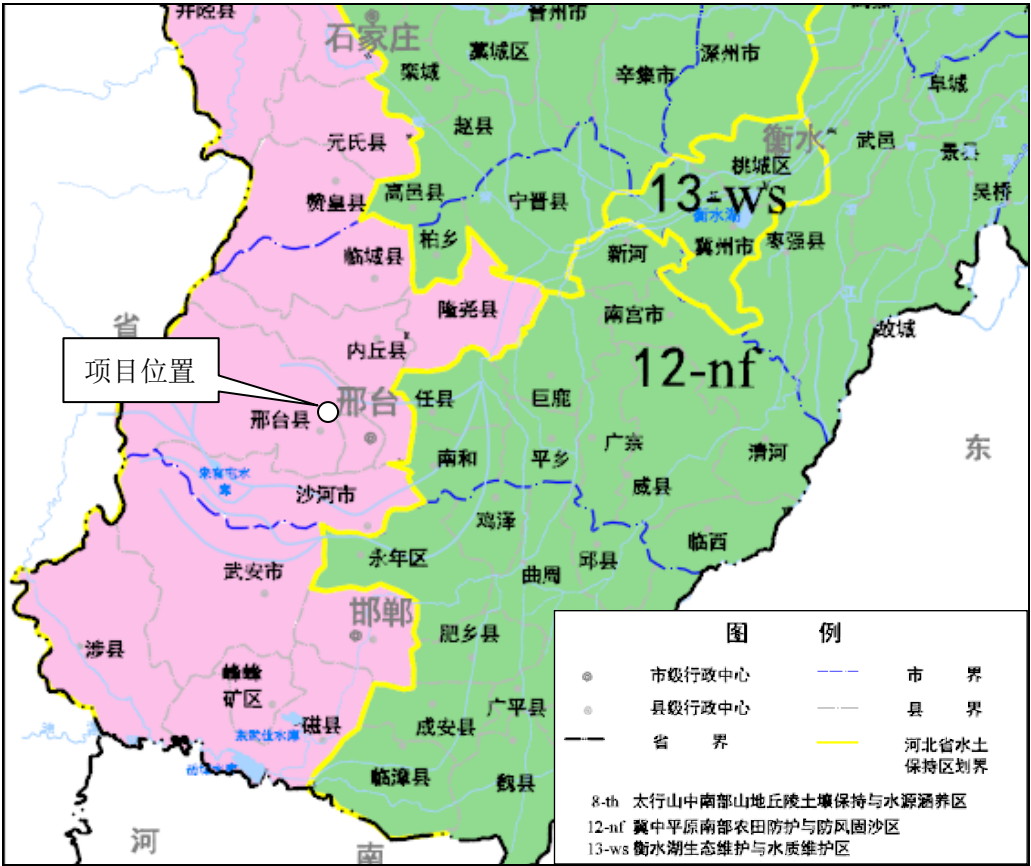 井陉县
石家庄
晋州市
藁城区
深州市
栾城
辛集市
阜城
赵县
元氏县
衡水
武邑
桃城区
景县
赞皇县
高邑县
宁晋县
13-ws
吴桥
衡水湖
柏乡
新河
冀州市
枣强县
临城县
隆尧县
南宫市
故城
省
内丘县
12-nf
项目位置
邢台
任县
巨鹿
邢台县
广宗
清河
东
南和
平乡
朱庄水
库
沙河市
威县
鸡泽
临西
永年区
邱县
武安市
曲周
邯郸
肥乡县
涉县
峰峰
矿区
广平县
磁县
成安县
东武仕水库
临漳县
魏县
河
南
图 例
市级行政中心
市 界
县级行政中心
县 界
省 界
河北省水土
保持区划界
8-th 太行山中南部山地丘陵土壤保持与水源涵养区
12-nf 冀中平原南部农田防护与防风固沙区
13-ws 衡水湖生态维护与水质维护区